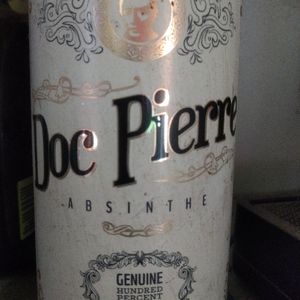 Doc Pierre
ABSINTHE
GENUINE
HUNDRED
PERCENT